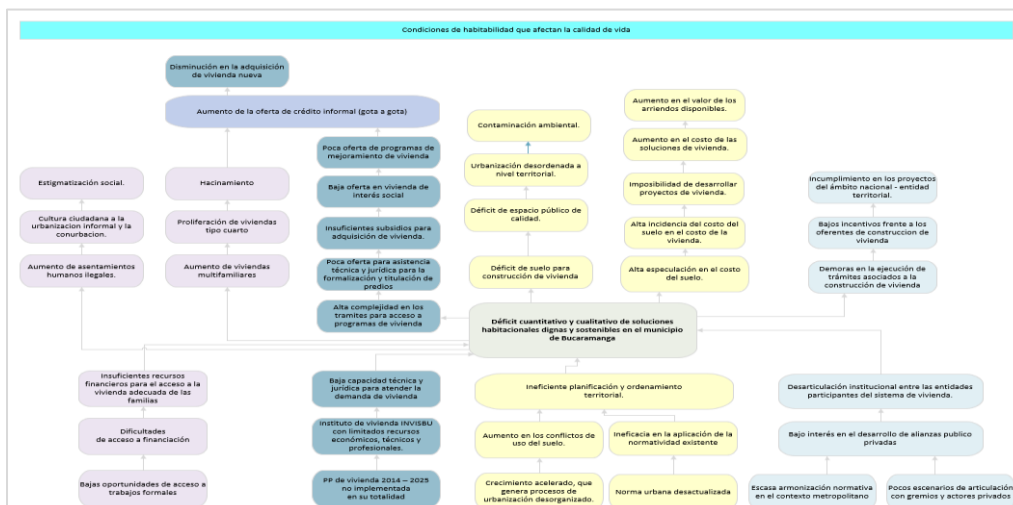 Condiciones de habitabilidad que afectan la calidad de vida
Disminución en la adquisición
de vivienda nueva
Aumento de la oferta de crédito informal (gota a gota)
Estigmatización social.
Cultura ciudadana a la
urbanizacion informal y la
conurbacion.
Aumento de asentamientos
humanos ilegales.
Hacinamiento
Proliferación de viviendas
tipo cuarto
Aumento de viviendas
multifamiliares
Poca oferta de programas de
mejoramiento de vivienda
Baja oferta en vivienda de
interés social
Insuficientes subsidios para
adquisición de vivienda.
Poca oferta para asistencia
técnica y jurídica para la
formalización y titulación de
predios
Alta complejidad en los
tramites para acceso a
programas de vivienda
Contaminación ambiental.
Urbanización desordenada a
nivel territorial.
Déficit de espacio público de
calidad.
Déficit de suelo para
construcción de vivienda
Aumento en el valor de los
arriendos disponibles.
Aumento en el costo de las
soluciones de vivienda.
Imposibilidad de desarrollar
proyectos de vivienda.
Alta incidencia del costo del
suelo en el costo de la
vivienda.
Alta especulación en el costo
del suelo.
Incumplimiento en los proyectos
del ámbito nacional - entidad
territorial.
Bajos incentivos frente a los
oferentes de construccion de
vivienda
Demoras en la ejecución de
trámites asociados a la
construcción de vivienda
Déficit cuantitativo y cualitativo de soluciones
habitacionales dignas y sostenibles en el municipio
de Bucaramanga
Insuficientes recursos
financieros para el acceso a la
vivienda adecuada de las
familias
Dificultades
de acceso a financiación
Bajas oportunidades de acceso a
trabajos formales
Baja capacidad técnica y
jurídica para atender la
demanda de vivienda
Instituto de vivienda INVISBU
con limitados recursos
económicos, técnicos y
profesionales.
PP de vivienda 2014 – 2025
no implementada
en su totalidad
Ineficiente planificación y ordenamiento
territorial.
Aumento en los conflictos de
uso del suelo.
Crecimiento acelerado, que
genera procesos de
urbanización desorganizado.
Ineficacia en la aplicación de la
normatividad existente
Norma urbana desactualizada
Desarticulación institucional entre las entidades
participantes del sistema de vivienda.
Bajo interés en el desarrollo de alianzas publico
privadas
Escasa armonización normativa
en el contexto metropolitano
Pocos escenarios de articulación
con gremios y actores privados